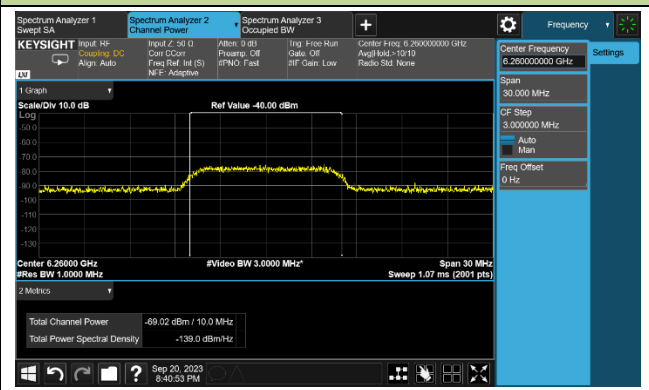 Spectrum Analyzer 1
Swept SA
Spectrum Analyzer 2
Channel Power
Spectrum Analyzer 3
Occupied BW
+
Frequency
KEYSIGHT
Input: RF
Coupling: DC
Align: Auto
Input Z: 50 Ω
Corr CCorr
Freq Ref: Int (S)
NFE: Adaptive
Atten: 0 dB
Preamp: Off
#PNO: Fast
Trig: Free Run
Gate: Off
#IF Gain: Low
Center Freq: 6.260000000 GHz
Avg|Hold:>10/10
Radio Std: None
LXI
Center Frequency
6.260000000 GHz
Settings
Span
30.000 MHz
CF Step
3.000000 MHz
Auto
Man
Freq Offset
0 Hz
1 Graph
Scale/Div 10.0 dB
Ref Value -40.00 dBm
Log
-50.0
-60.0
-70.0
-80.0
-90.0
-100
-110
-120
-130
Center 6.26000 GHz
#Video BW 3.0000 MHz*
Span 30 MHz
#Res BW 1.0000 MHz
Sweep 1.07 ms (2001 pts)
2 Metrics
Total Channel Power -69.02 dBm / 10.0 MHz
Total Power Spectral Density -139.0 dBm/Hz
?
Sep 20, 2023
8:40:53 PM